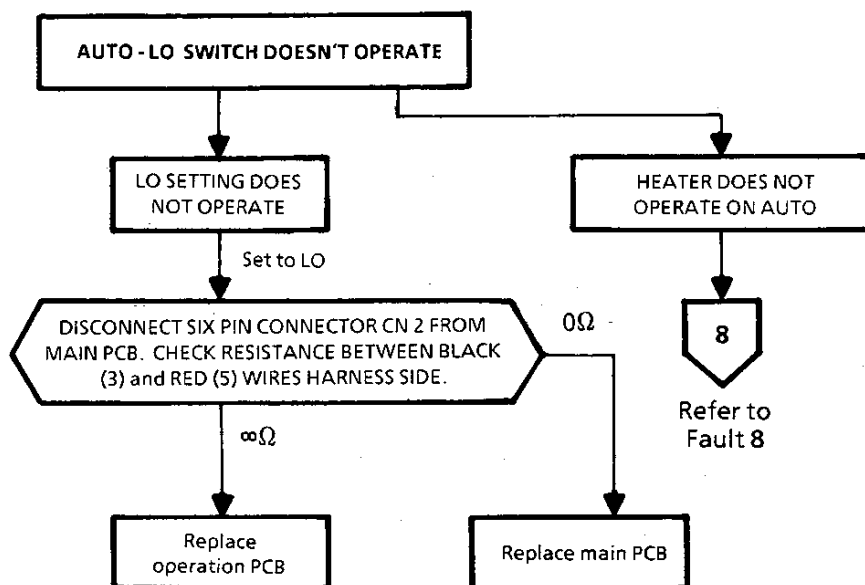 AUTO - LO SWITCH DOESN'T OPERATE
LO SETTING DOES
NOT OPERATE
HEATER DOES NOT
OPERATE ON AUTO
Set to LO
DISCONNECT SIX PIN CONNECTOR CN 2 FROM
MAIN PCB. CHECK RESISTANCE BETWEEN BLACK
(3) and RED (5) WIRES HARNESS SIDE.
0Ω
8
Refer to
Fault 8
∞Ω
Replace
operation PCB
Replace main PCB